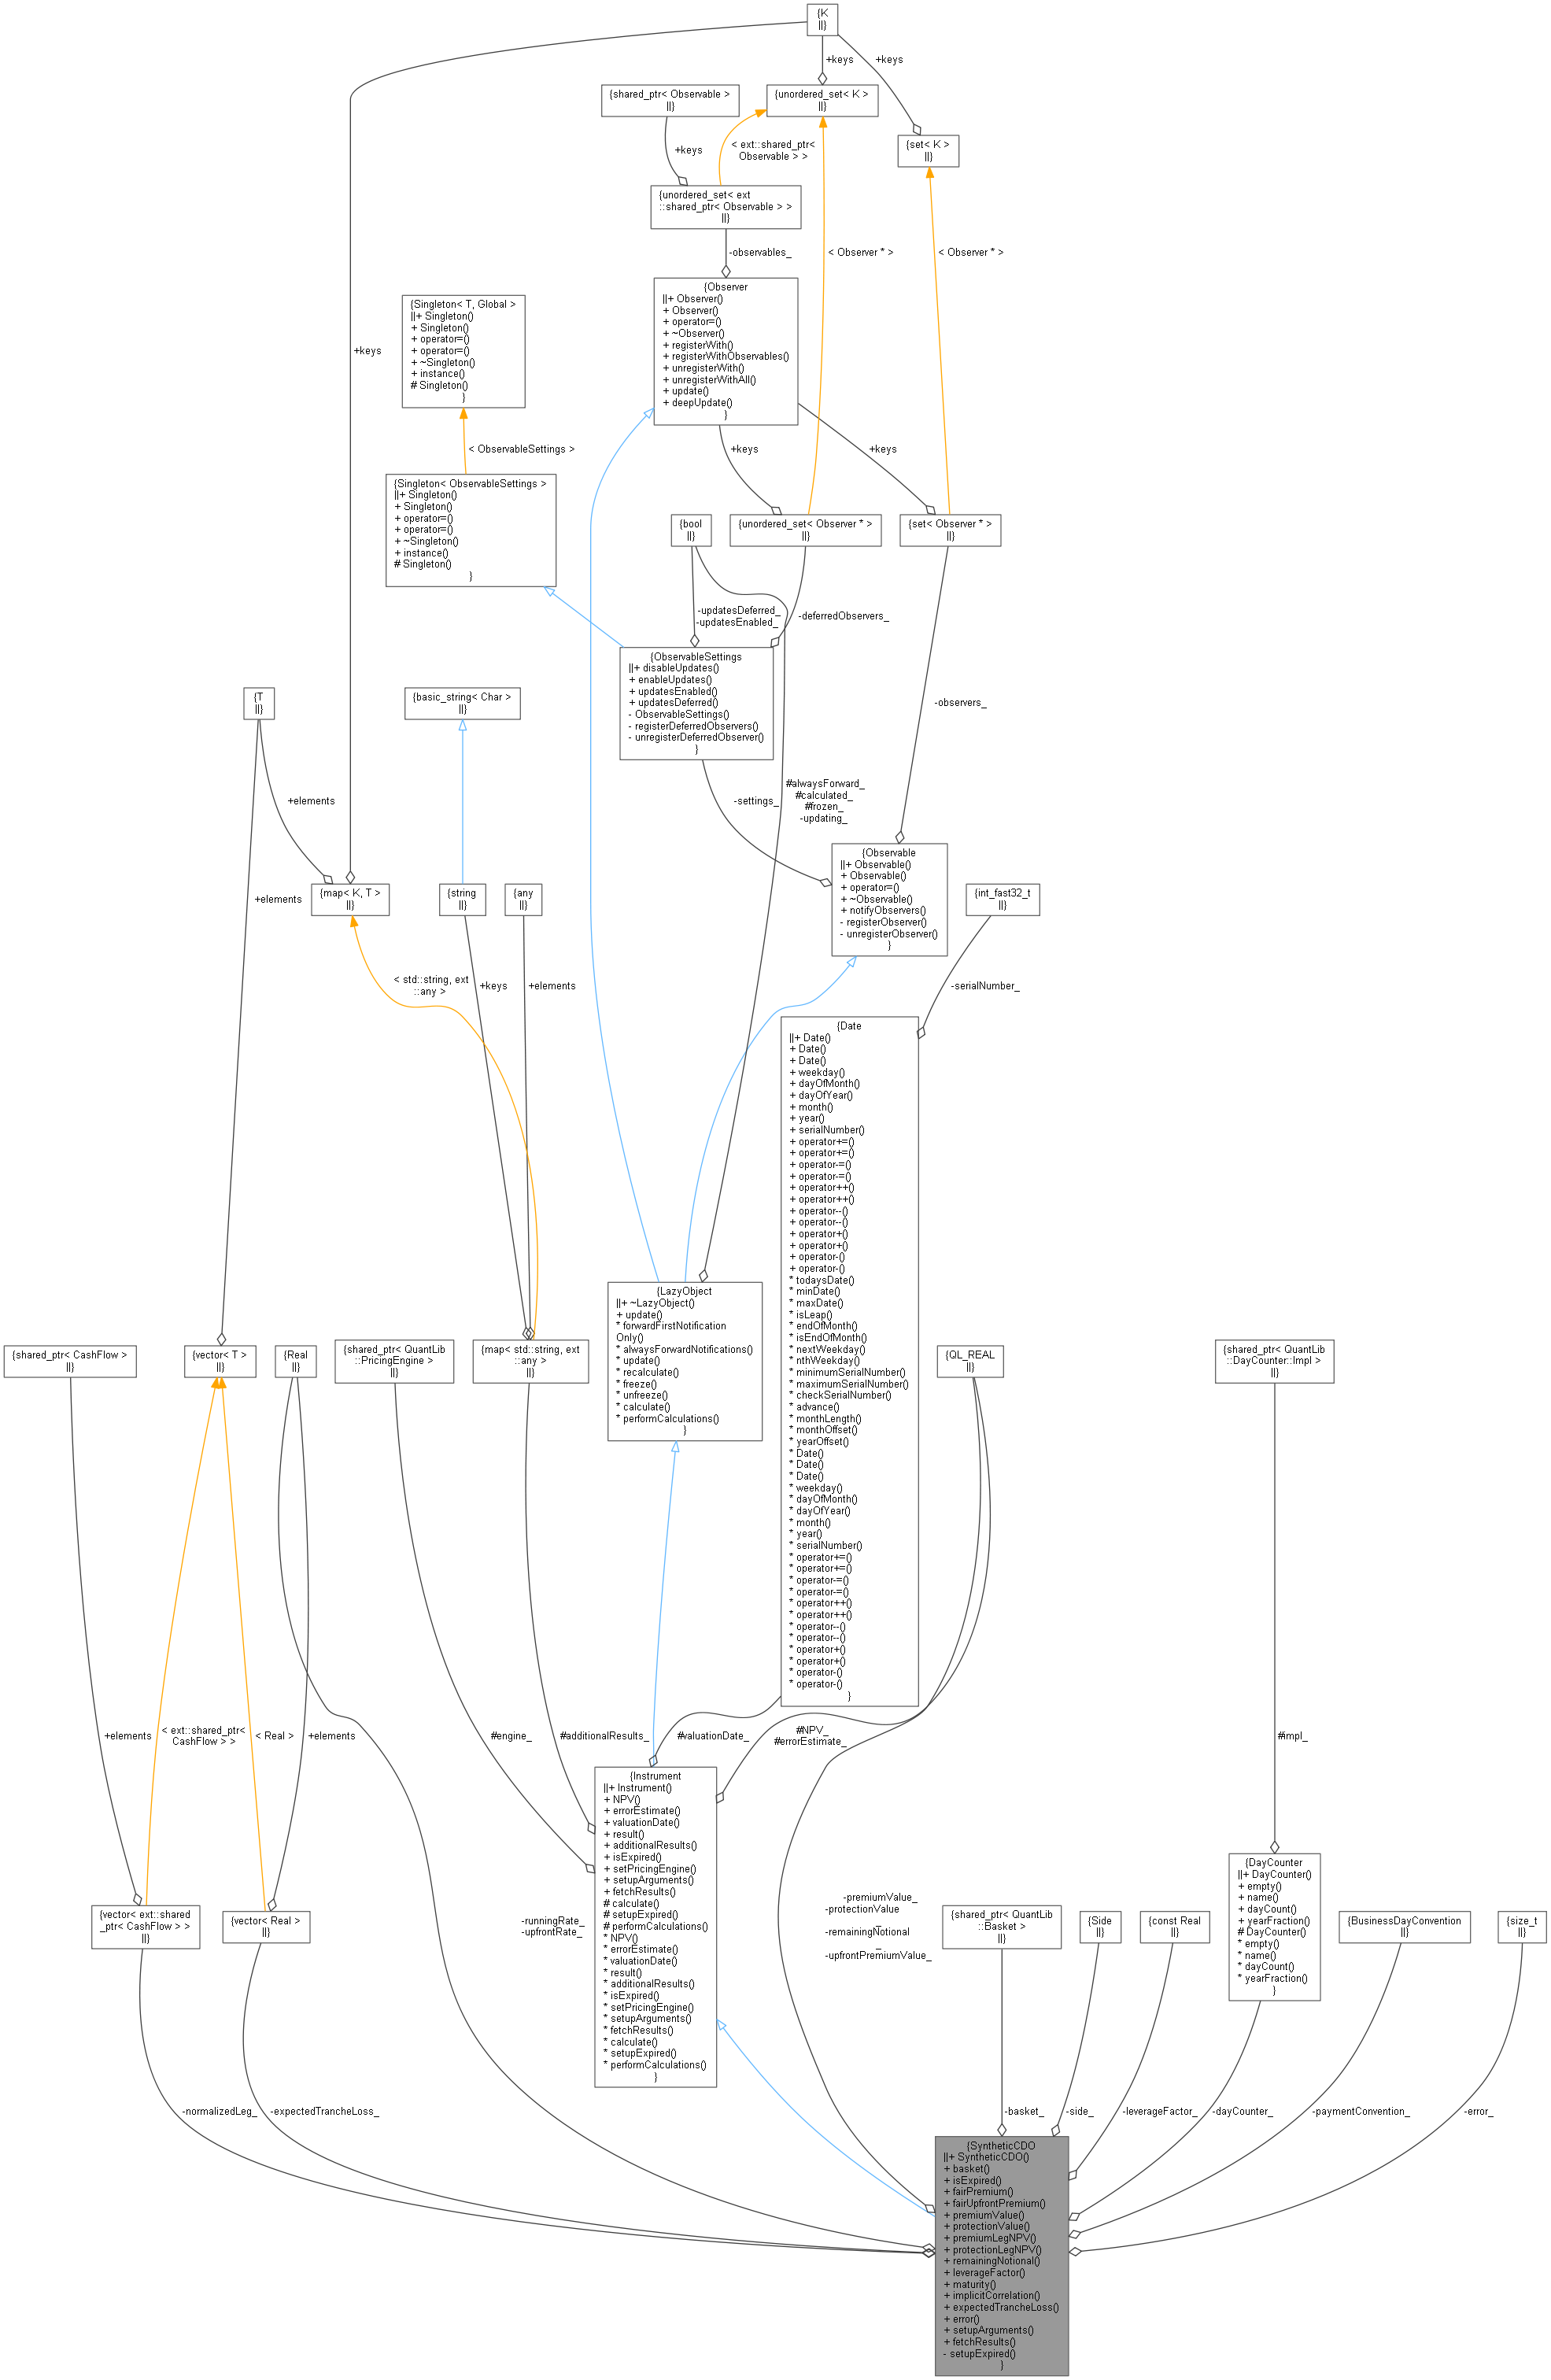 {K
||}
+keys
+keys
{shared_ptr< Observable >
||}
{unordered_set< K >
||}
{set< K >
||}
+keys
< ext::shared_ptr<
Observable > >
{unordered_set< ext
::shared_ptr< Observable > >
||}
-observables_
< Observer * >
< Observer * >
{Observer
||+ Observer()
+ Observer()
+ operator=()
+ ~Observer()
+ registerWith()
+ registerWithObservables()
+ unregisterWith()
+ unregisterWithAll()
+ update()
+ deepUpdate()
}
{Singleton< T, Global >
||+ Singleton()
+ Singleton()
+ operator=()
+ operator=()
+ ~Singleton()
+ instance()
# Singleton()
}
+keys
< ObservableSettings >
+keys
+keys
{Singleton< ObservableSettings >
||+ Singleton()
+ Singleton()
+ operator=()
+ operator=()
+ ~Singleton()
+ instance()
# Singleton()
}
{bool
||}
{unordered_set< Observer * >
||}
{set< Observer * >
||}
-updatesDeferred_
-updatesEnabled_
-deferredObservers_
{ObservableSettings
||+ disableUpdates()
+ enableUpdates()
+ updatesEnabled()
+ updatesDeferred()
- ObservableSettings()
- registerDeferredObservers()
- unregisterDeferredObserver()
}
{T
||}
{basic_string< Char >
||}
-observers_
+elements
-settings_
#alwaysForward_
#calculated_
#frozen_
-updating_
{Observable
||+ Observable()
+ Observable()
+ operator=()
+ ~Observable()
+ notifyObservers()
- registerObserver()
- unregisterObserver()
}
+elements
{map< K, T >
||}
{string
||}
{any
||}
{int_fast32_t
||}
< std::string, ext
::any >
+keys
+elements
-serialNumber_
{Date
||+ Date()
+ Date()
+ Date()
+ weekday()
+ dayOfMonth()
+ dayOfYear()
+ month()
+ year()
+ serialNumber()
+ operator+=()
+ operator+=()
+ operator-=()
+ operator-=()
+ operator++()
+ operator++()
+ operator--()
+ operator--()
+ operator+()
+ operator+()
+ operator-()
+ operator-()
* todaysDate()
* minDate()
* maxDate()
* isLeap()
* endOfMonth()
* isEndOfMonth()
* nextWeekday()
* nthWeekday()
* minimumSerialNumber()
* maximumSerialNumber()
* checkSerialNumber()
* advance()
* monthLength()
* monthOffset()
* yearOffset()
* Date()
* Date()
* Date()
* weekday()
* dayOfMonth()
* dayOfYear()
* month()
* year()
* serialNumber()
* operator+=()
* operator+=()
* operator-=()
* operator-=()
* operator++()
* operator++()
* operator--()
* operator--()
* operator+()
* operator+()
* operator-()
* operator-()
}
{LazyObject
||+ ~LazyObject()
+ update()
* forwardFirstNotification
Only()
* alwaysForwardNotifications()
* update()
* recalculate()
* freeze()
* unfreeze()
* calculate()
* performCalculations()
}
{shared_ptr< CashFlow >
||}
{vector< T >
||}
{Real
||}
{shared_ptr< QuantLib
::PricingEngine >
||}
{map< std::string, ext
::any >
||}
{QL_REAL
||}
{shared_ptr< QuantLib
::DayCounter::Impl >
||}
+elements
< ext::shared_ptr<
CashFlow > >
< Real >
+elements
#engine_
#additionalResults_
#valuationDate_
#NPV_
#errorEstimate_
#impl_
{Instrument
||+ Instrument()
+ NPV()
+ errorEstimate()
+ valuationDate()
+ result()
+ additionalResults()
+ isExpired()
+ setPricingEngine()
+ setupArguments()
+ fetchResults()
# calculate()
# setupExpired()
# performCalculations()
* NPV()
* errorEstimate()
* valuationDate()
* result()
* additionalResults()
* isExpired()
* setPricingEngine()
* setupArguments()
* fetchResults()
* calculate()
* setupExpired()
* performCalculations()
}
{DayCounter
||+ DayCounter()
+ empty()
+ name()
+ dayCount()
+ yearFraction()
# DayCounter()
* empty()
* name()
* dayCount()
* yearFraction()
}
{vector< ext::shared
_ptr< CashFlow > >
||}
{vector< Real >
||}
-runningRate_
-upfrontRate_
-premiumValue_
-protectionValue
_
-remainingNotional
_
-upfrontPremiumValue_
{shared_ptr< QuantLib
::Basket >
||}
{Side
||}
{const Real
||}
{BusinessDayConvention
||}
{size_t
||}
-normalizedLeg_
-expectedTrancheLoss_
-basket_
-side_
-leverageFactor_
-dayCounter_
-paymentConvention_
-error_
{SyntheticCDO
||+ SyntheticCDO()
+ basket()
+ isExpired()
+ fairPremium()
+ fairUpfrontPremium()
+ premiumValue()
+ protectionValue()
+ premiumLegNPV()
+ protectionLegNPV()
+ remainingNotional()
+ leverageFactor()
+ maturity()
+ implicitCorrelation()
+ expectedTrancheLoss()
+ error()
+ setupArguments()
+ fetchResults()
- setupExpired()
}